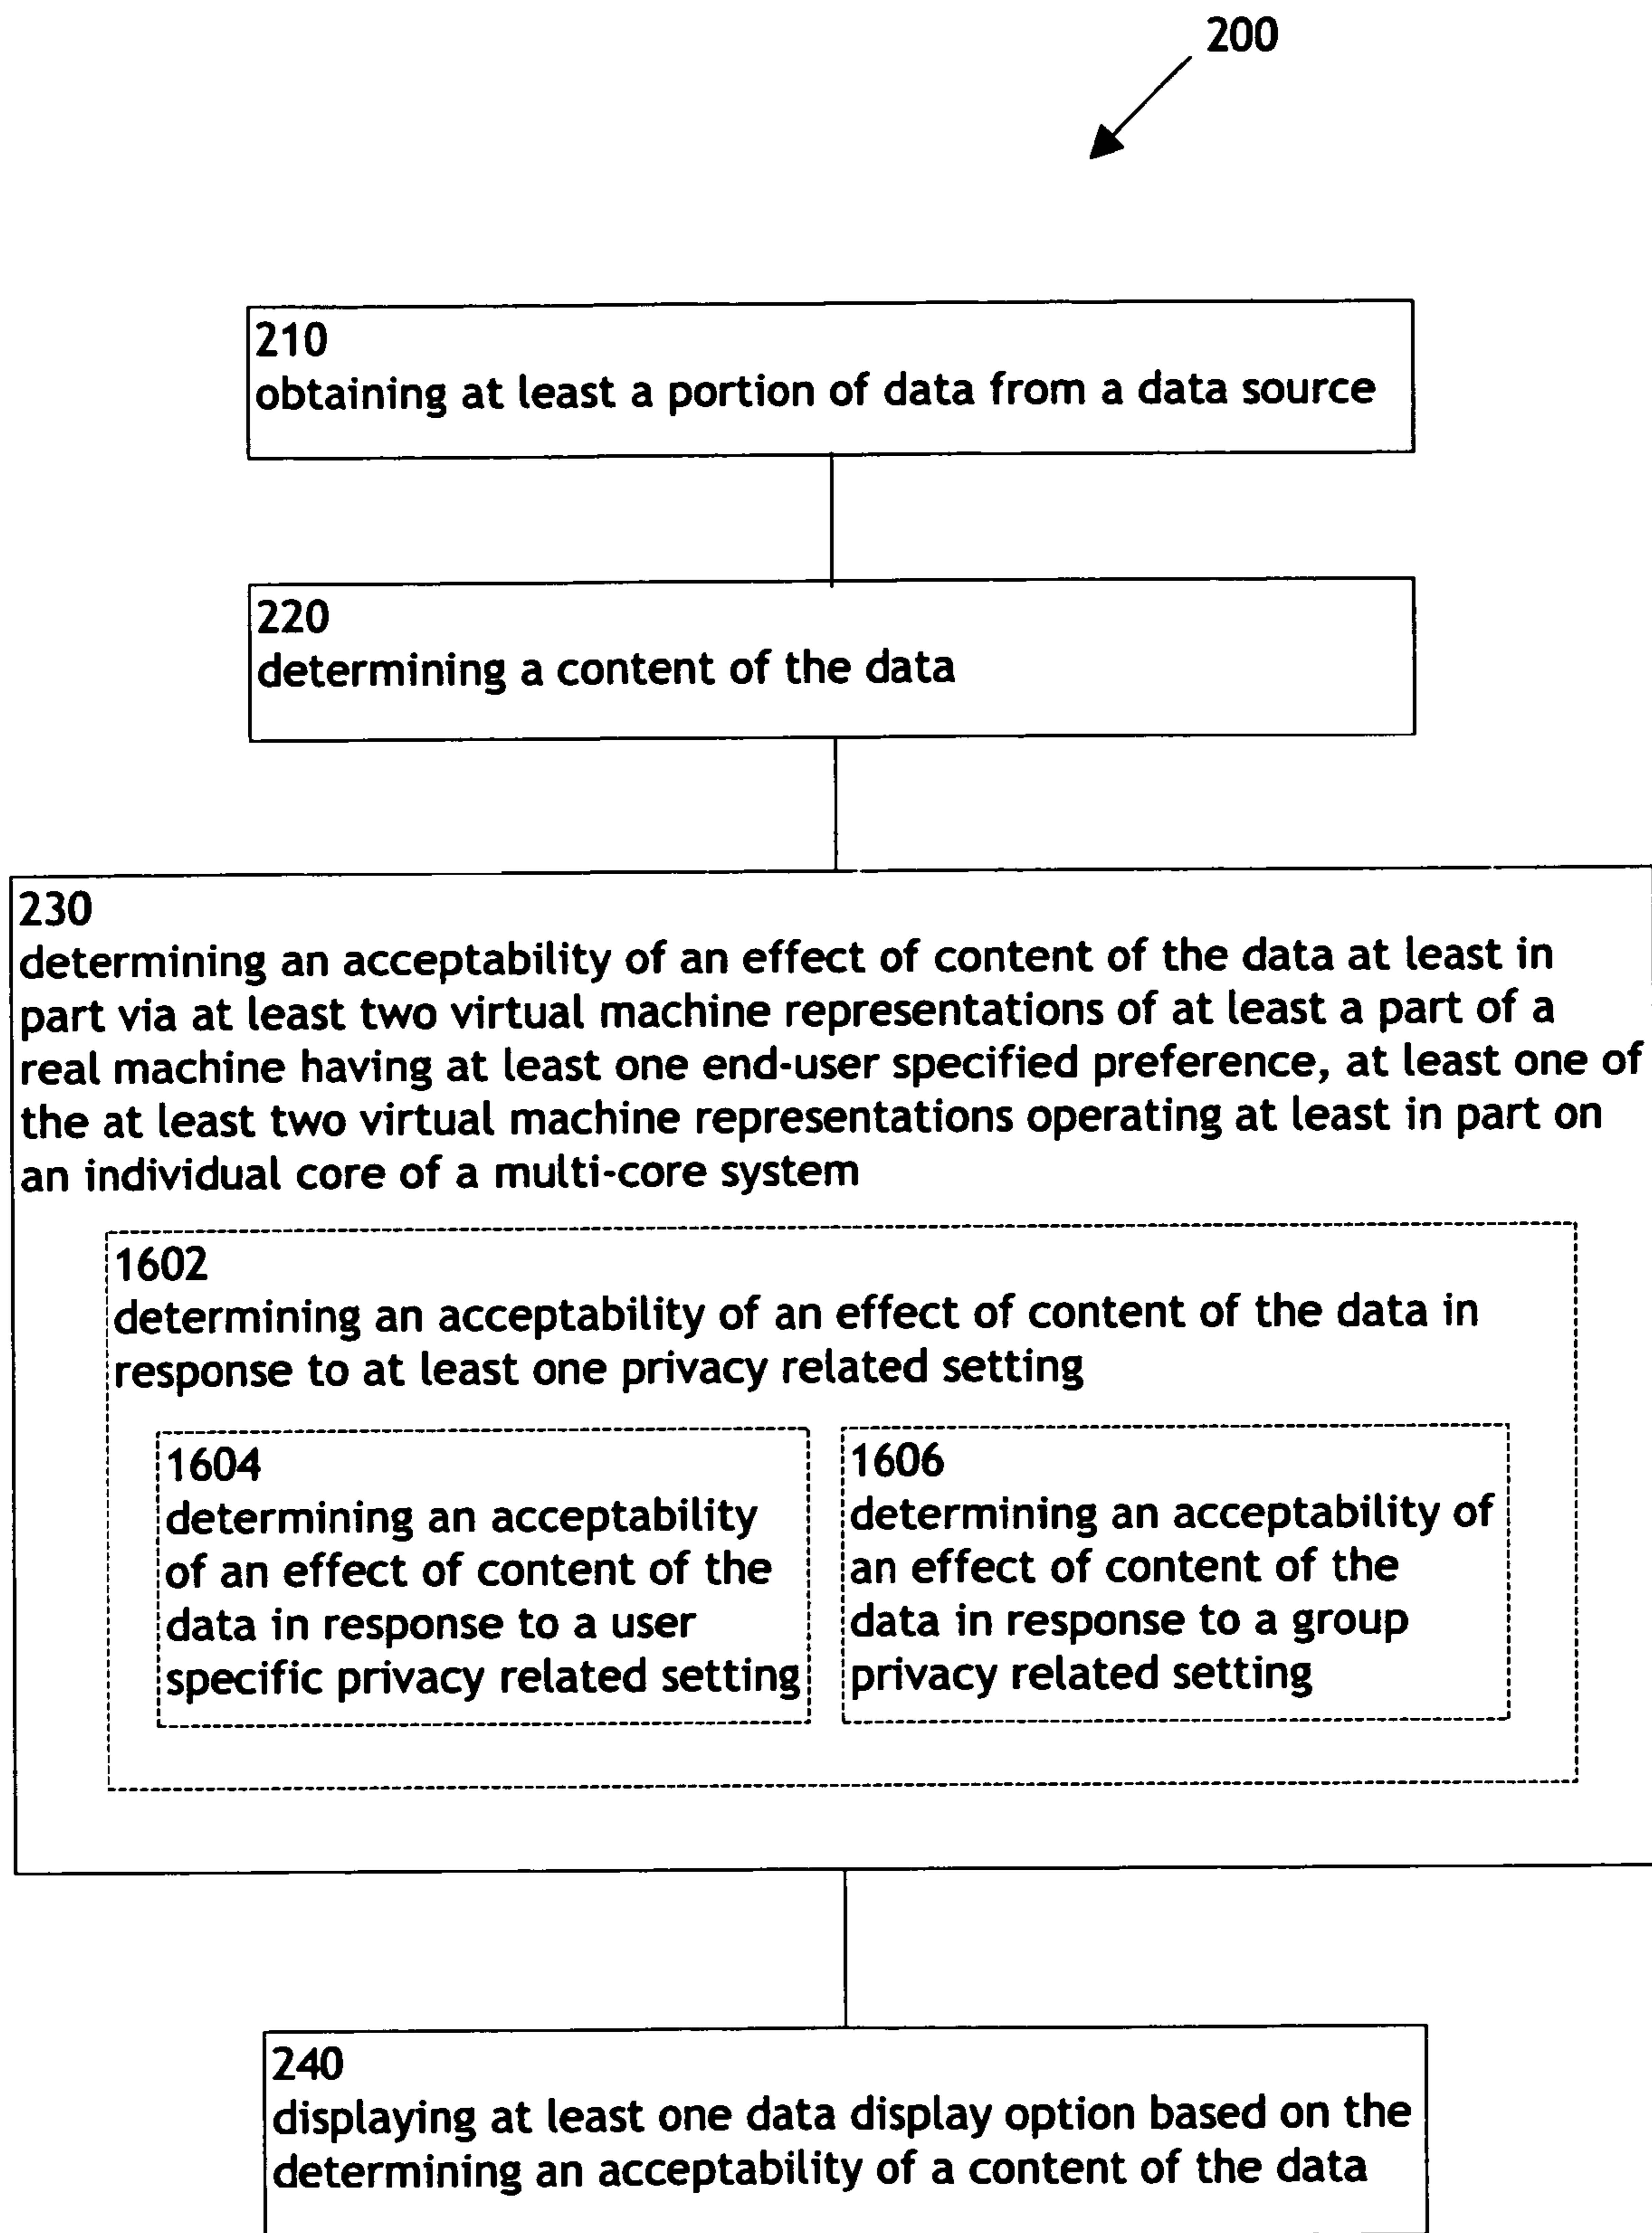 200
210
obtaining at least a portion of data from a data source
220
determining a content of the data
230
determining an acceptability of an effect of content of the data at least in
part via at least two virtual machine representations of at least a part of a
real machine having at least one end-user specified preference, at least one of
the at least two virtual machine representations operating at least in part on
an individual core of a multi-core system
1602
determining an acceptability of an effect of content of the data in
response to at least one privacy related setting
1604
determining an acceptability
of an effect of content of the
data in response to a user
specific privacy related setting
1606
determining an acceptability of
an effect of content of the
data in response to a group
privacy related setting
240
displaying at least one data display option based on the
determining an acceptability of a content of the data